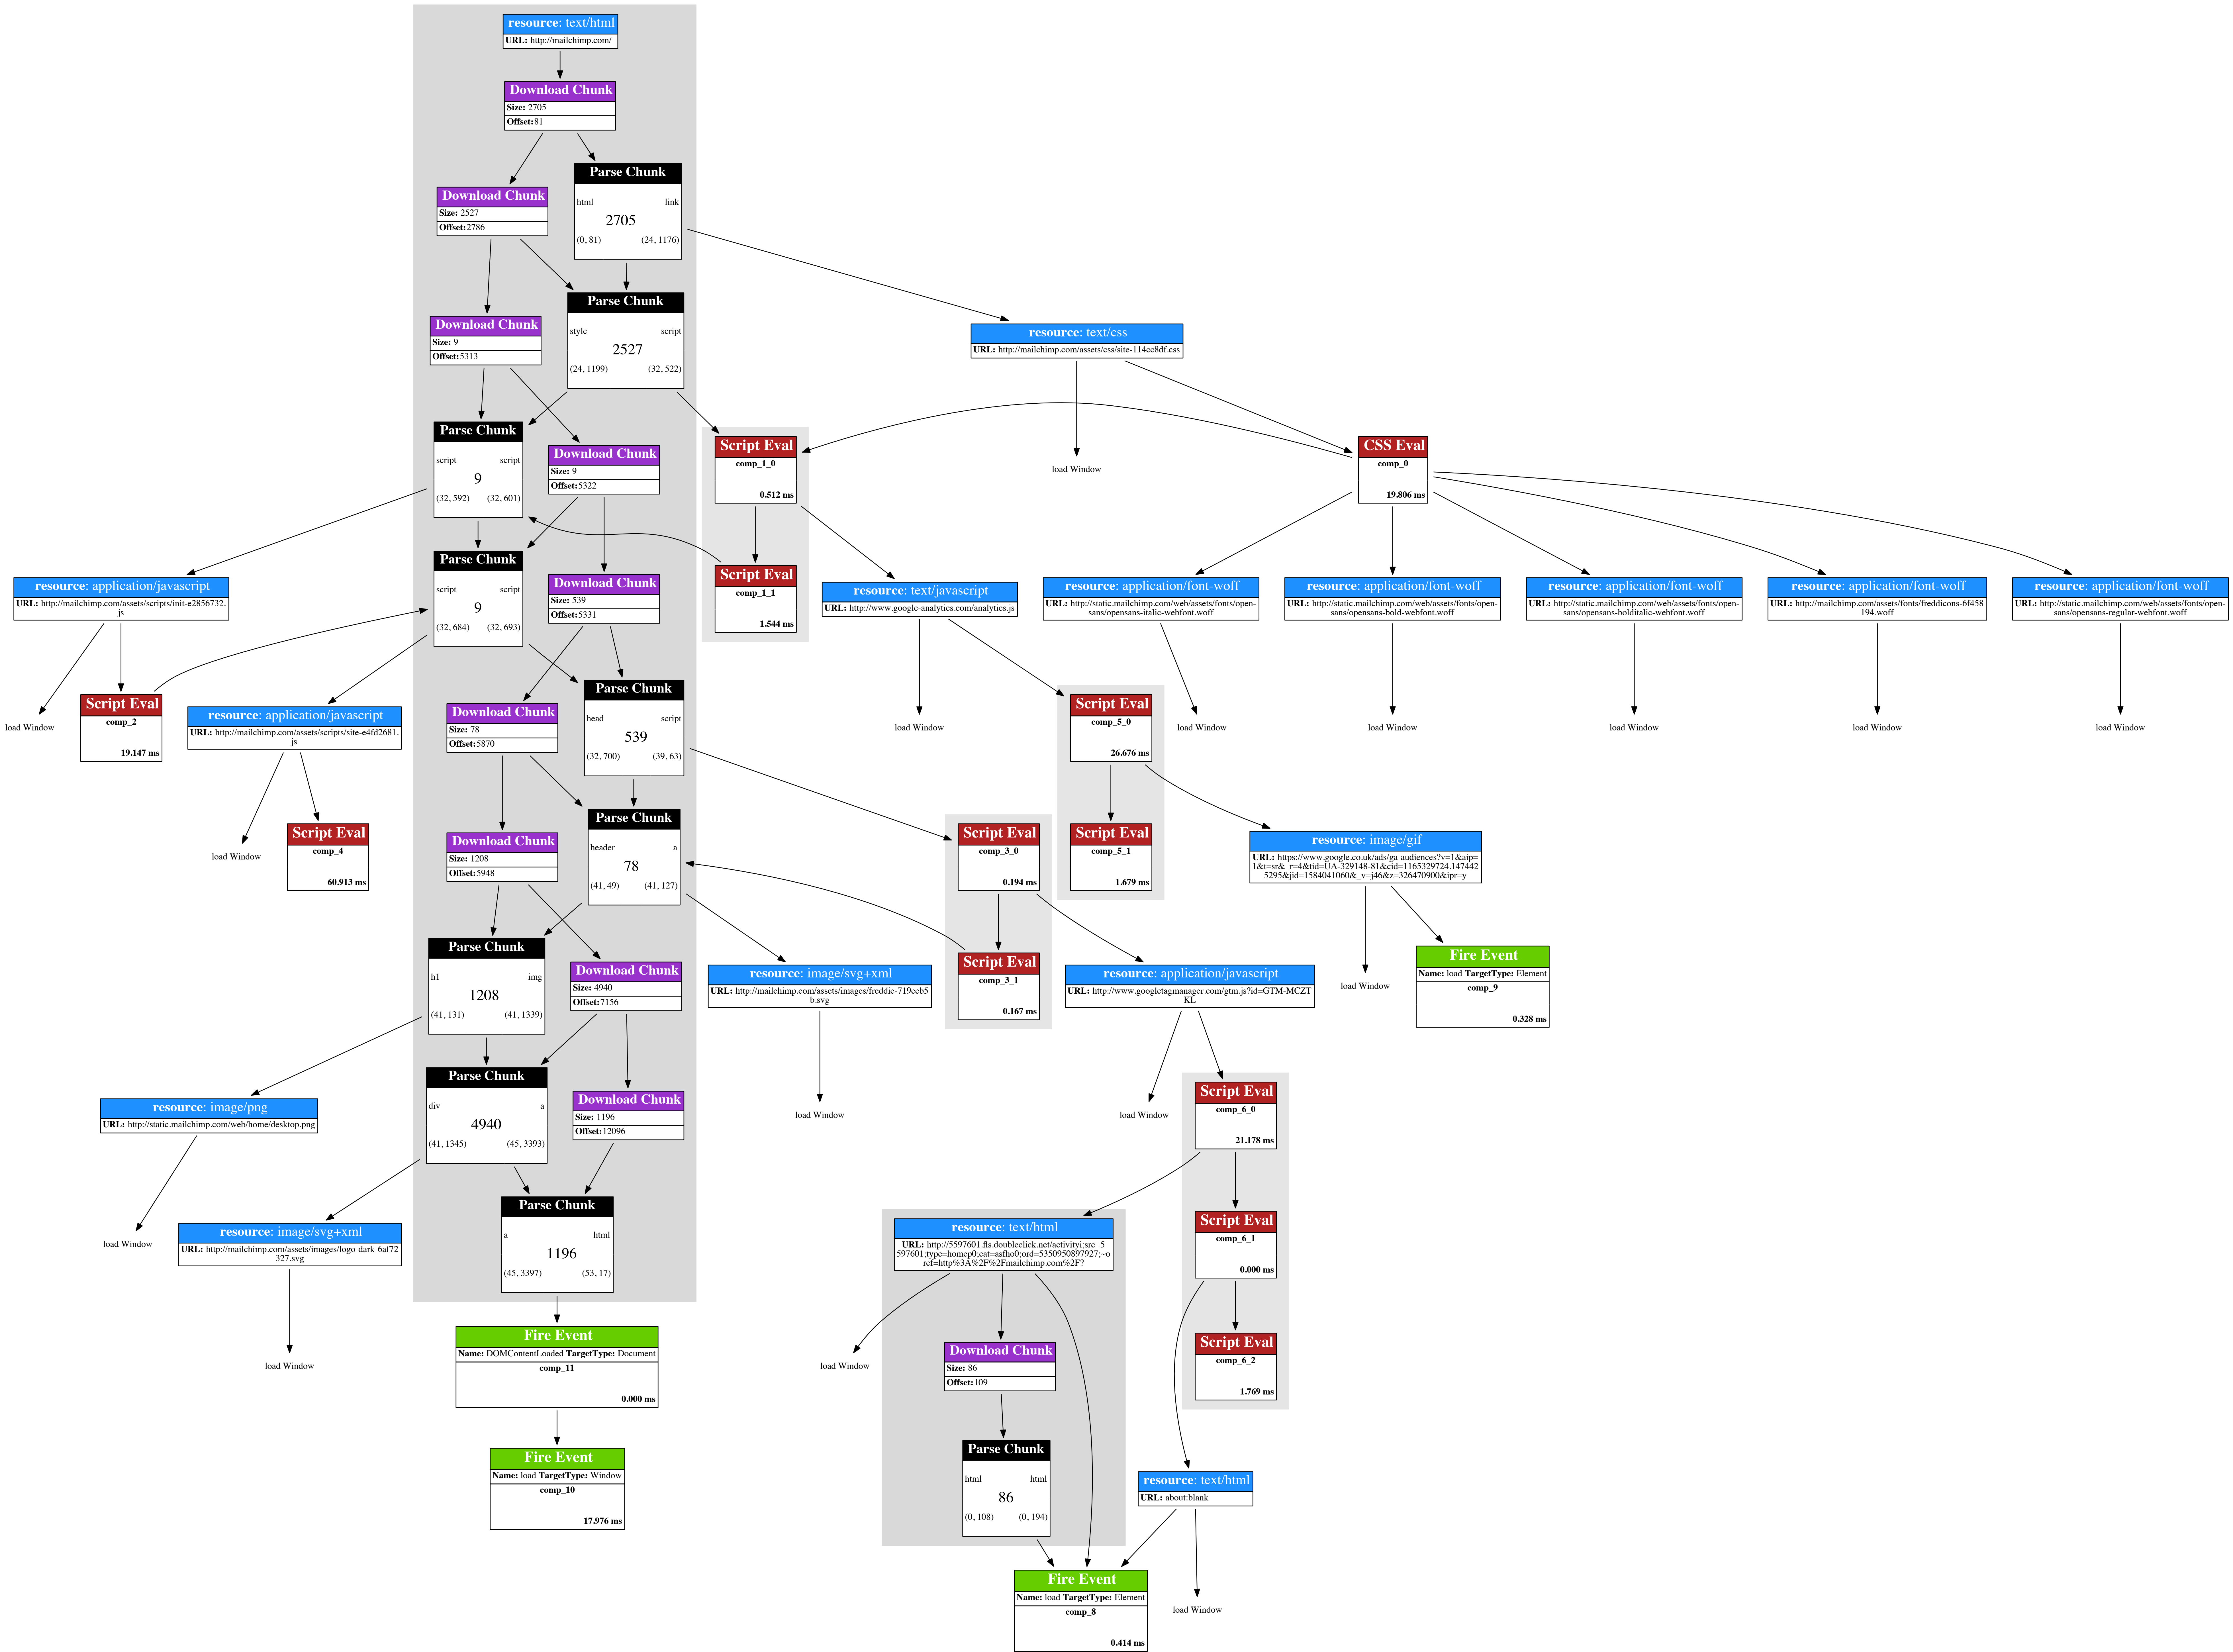 resource: text/html
URL: http://mailchimp.com/
Download Chunk
Size: 2705
Offset:81
Parse Chunk
html link
2705
(0, 81) (24, 1176)
Download Chunk
Size: 2527
Offset:2786
Parse Chunk
style script
2527
(24, 1199) (32, 522)
Download Chunk
Size: 9
Offset:5313
resource: text/css
URL: http://mailchimp.com/assets/css/site-114cc8df.css
Parse Chunk
script script
9
(32, 592) (32, 601)
Download Chunk
Size: 9
Offset:5322
Script Eval
comp_1_0
0.512 ms
load Window
CSS Eval
comp_0
19.806 ms
Parse Chunk
script script
9
(32, 684) (32, 693)
Download Chunk
Size: 539
Offset:5331
Script Eval
comp_1_1
1.544 ms
resource: application/javascript
URL: http://mailchimp.com/assets/scripts/init-e2856732.
js
resource: text/javascript
URL: http://www.google-analytics.com/analytics.js
resource: application/font-woff
URL: http://static.mailchimp.com/web/assets/fonts/open-
sans/opensans-italic-webfont.woff
resource: application/font-woff
URL: http://static.mailchimp.com/web/assets/fonts/open-
sans/opensans-bold-webfont.woff
resource: application/font-woff
URL: http://static.mailchimp.com/web/assets/fonts/open-
sans/opensans-bolditalic-webfont.woff
resource: application/font-woff
URL: http://mailchimp.com/assets/fonts/freddicons-6f458
194.woff
resource: application/font-woff
URL: http://static.mailchimp.com/web/assets/fonts/open-
sans/opensans-regular-webfont.woff
load Window
Script Eval
comp_2
19.147 ms
resource: application/javascript
URL: http://mailchimp.com/assets/scripts/site-e4fd2681.
js
Download Chunk
Size: 78
Offset:5870
Parse Chunk
head script
539
(32, 700) (39, 63)
load Window
Script Eval
comp_5_0
26.676 ms
load Window
load Window
load Window
load Window
load Window
load Window
Script Eval
comp_4
60.913 ms
Download Chunk
Size: 1208
Offset:5948
Parse Chunk
header a
78
(41, 49) (41, 127)
Script Eval
comp_3_0
0.194 ms
Script Eval
comp_5_1
1.679 ms
resource: image/gif
URL: https://www.google.co.uk/ads/ga-audiences?v=1&aip=
1&t=sr&_r=4&tid=UA-329148-81&cid=1165329724.147442
5295&jid=1584041060&_v=j46&z=326470900&ipr=y
Parse Chunk
h1 img
1208
(41, 131) (41, 1339)
Download Chunk
Size: 4940
Offset:7156
resource: image/svg+xml
URL: http://mailchimp.com/assets/images/freddie-719ecb5
b.svg
Script Eval
comp_3_1
0.167 ms
resource: application/javascript
URL: http://www.googletagmanager.com/gtm.js?id=GTM-MCZT
KL
load Window
Fire Event
Name: load TargetType: Element
comp_9
0.328 ms
resource: image/png
URL: http://static.mailchimp.com/web/home/desktop.png
Parse Chunk
div a
4940
(41, 1345) (45, 3393)
Download Chunk
Size: 1196
Offset:12096
load Window
load Window
Script Eval
comp_6_0
21.178 ms
load Window
resource: image/svg+xml
URL: http://mailchimp.com/assets/images/logo-dark-6af72
327.svg
Parse Chunk
a html
1196
(45, 3397) (53, 17)
resource: text/html
URL: http://5597601.fls.doubleclick.net/activityi;src=5
597601;type=homep0;cat=asfho0;ord=5350950897927;~o
ref=http%3A%2F%2Fmailchimp.com%2F?
Script Eval
comp_6_1
0.000 ms
load Window
Fire Event
Name: DOMContentLoaded TargetType: Document
comp_11
0.000 ms
load Window
Download Chunk
Size: 86
Offset:109
Script Eval
comp_6_2
1.769 ms
Fire Event
Name: load TargetType: Window
comp_10
17.976 ms
Parse Chunk
html html
86
(0, 108) (0, 194)
resource: text/html
URL: about:blank
Fire Event
Name: load TargetType: Element
comp_8
0.414 ms
load Window